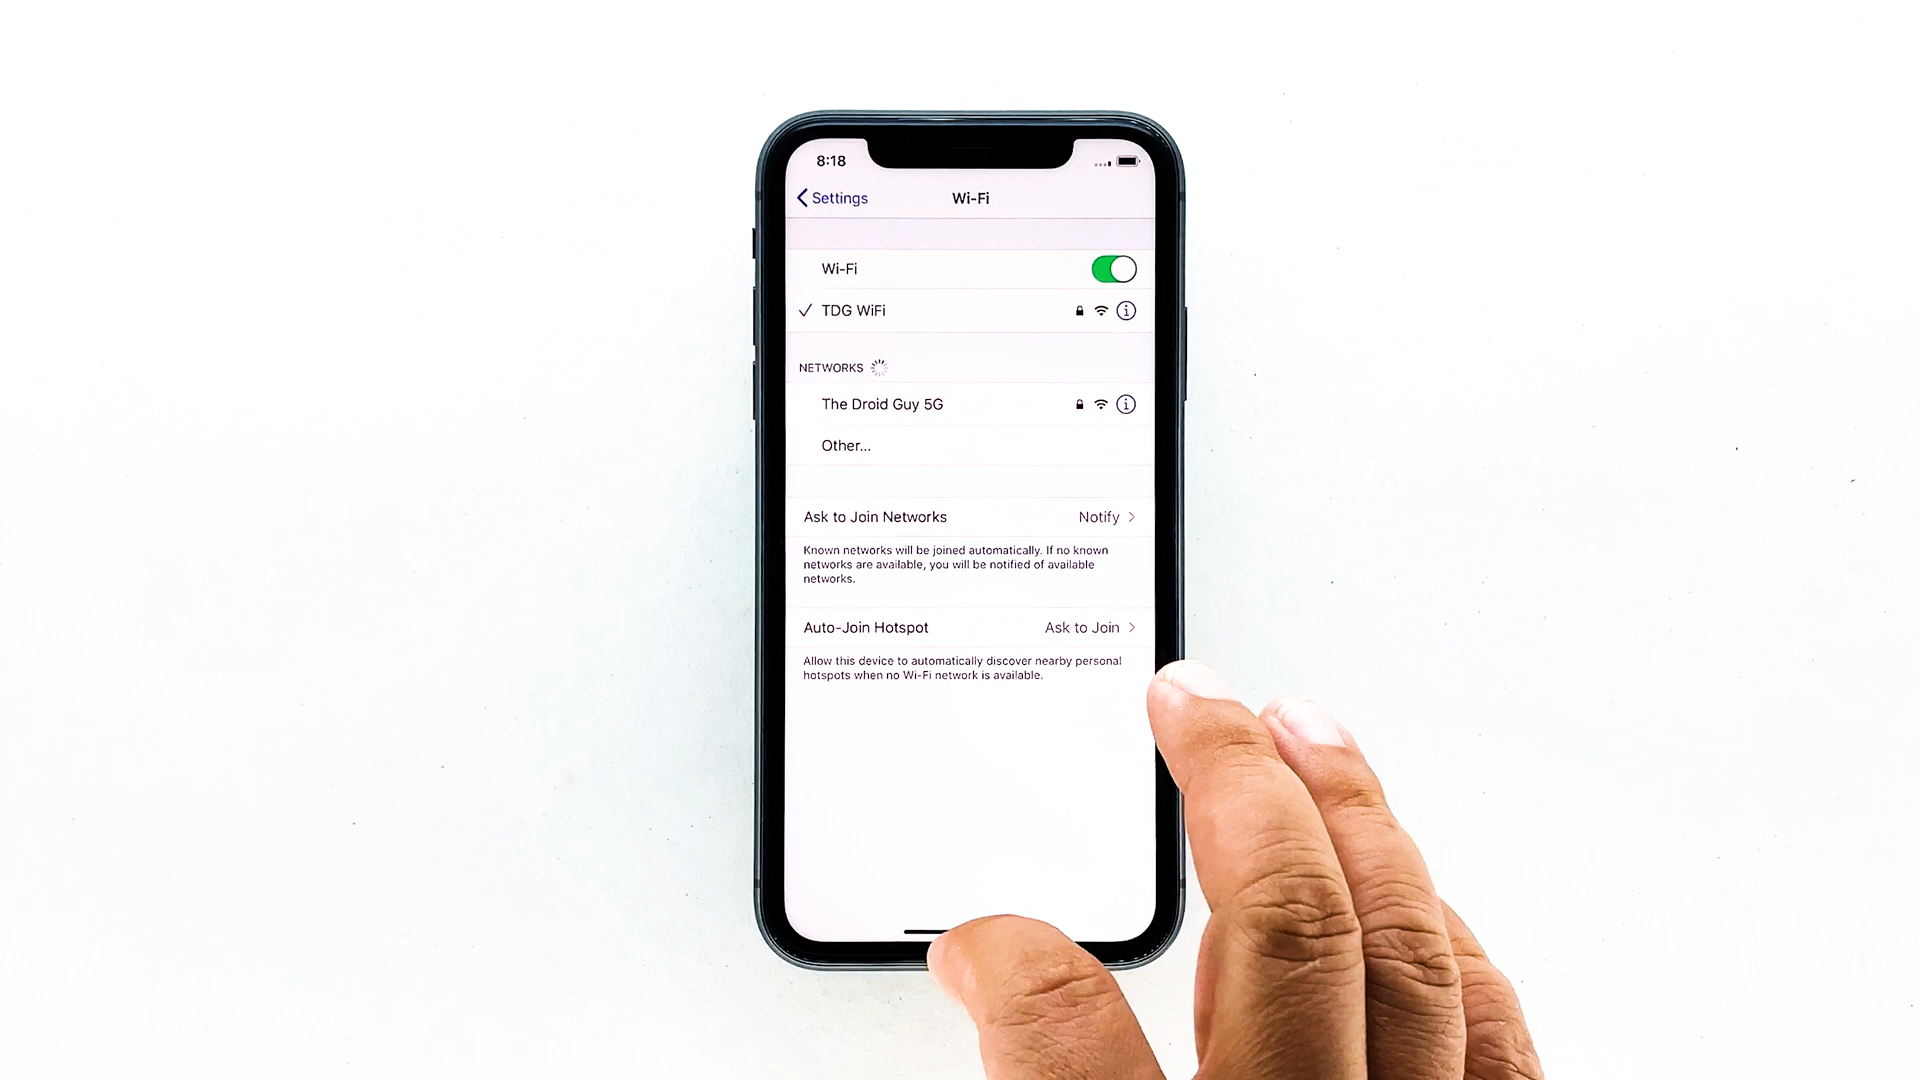 8:18
Settings
Wi-Fi
Wi-Fi
TDG WiFi
NETWORKS
The Droid Guy 5G
Other...
Ask to Join Networks Notify
Known networks will be joined automatically. If no known
networks are available, you will be notified of available
networks.
Auto-Join Hotspot Ask to Join
Allow this device to automatically discover nearby personal
hotspots when no Wi-Fi network is available.